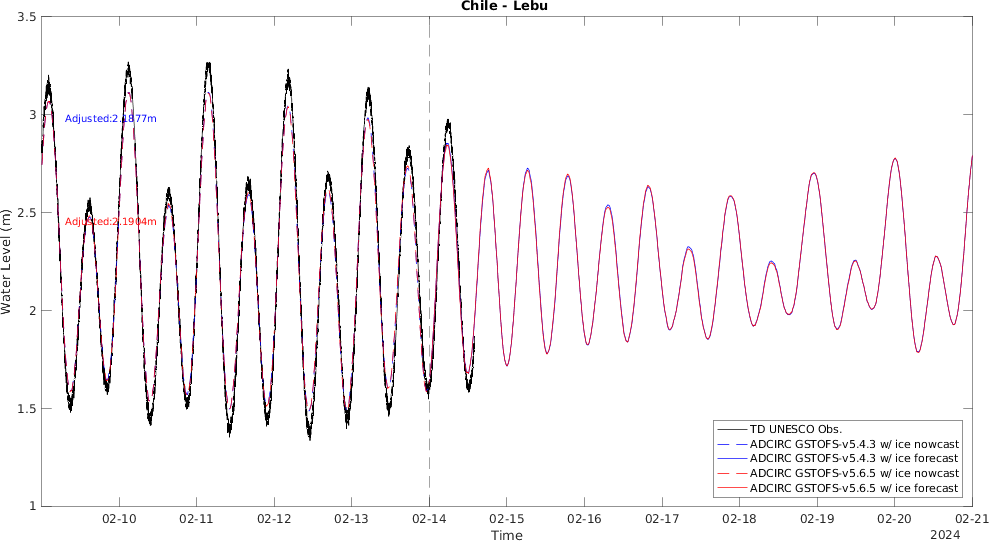 Chile - Lebu
3.5
3
2.5
2
1.5
1
Water Level (m)
Adjusted:2.1877m
Adjusted:2.1904m
TD UNESCO Obs.
ADCIRC GSTOFS-v5.4.3 w/ ice nowcast
ADCIRC GSTOFS-v5.4.3 w/ ice forecast
ADCIRC GSTOFS-v5.6.5 w/ ice nowcast
ADCIRC GSTOFS-v5.6.5 w/ ice forecast
02-10 02-11 02-12 02-13 02-14 02-15 02-16 02-17 02-18 02-19 02-20 02-21
Time
2024